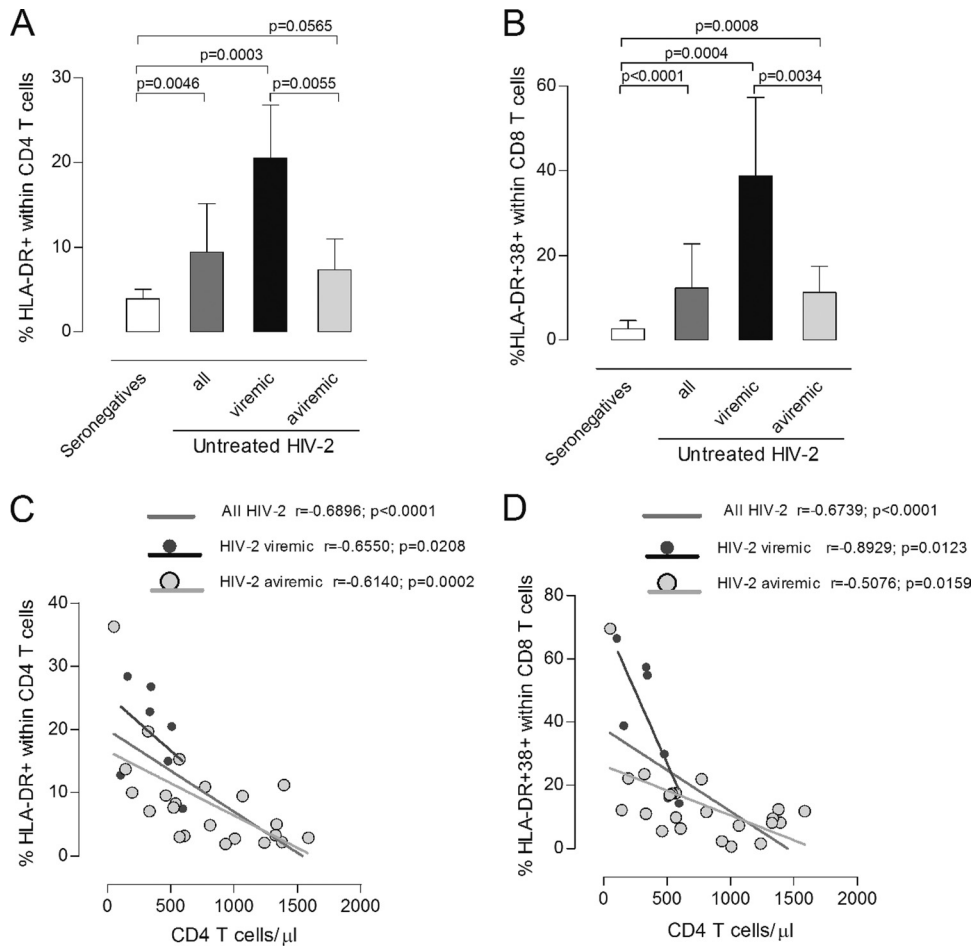 A
p=0.0565
p=0.0003
p=0.0046
p=0.0055
% HLA-DR+ within CD4 T cells
30
20
10
0
Seronegatives
all
viremic
aviremic
Untreated HIV-2
B
p=0.0008
p=0.0004
p<0.0001
p=0.0034
%HLA-DR+38+ within CD8 T cells
60
40
20
0
Seronegatives
all
viremic
aviremic
Untreated HIV-2
C
All HIV-2 r=-0.6896; p<0.0001
HIV-2 viremic r=-0.6550; p=0.0208
HIV-2 aviremic r=-0.6140; p=0.0002
% HLA-DR+ within CD4 T cells
40
30
20
10
0
0 500 1000 1500 2000
CD4 T cells/µl
D
All HIV-2 r=-0.6739; p<0.0001
HIV-2 viremic r=-0.8929; p=0.0123
HIV-2 aviremic r=-0.5076; p=0.0159
% HLA-DR+38+ within CD8 T cells
80
60
40
20
0
0 500 1000 1500 2000
CD4 T cells/µl